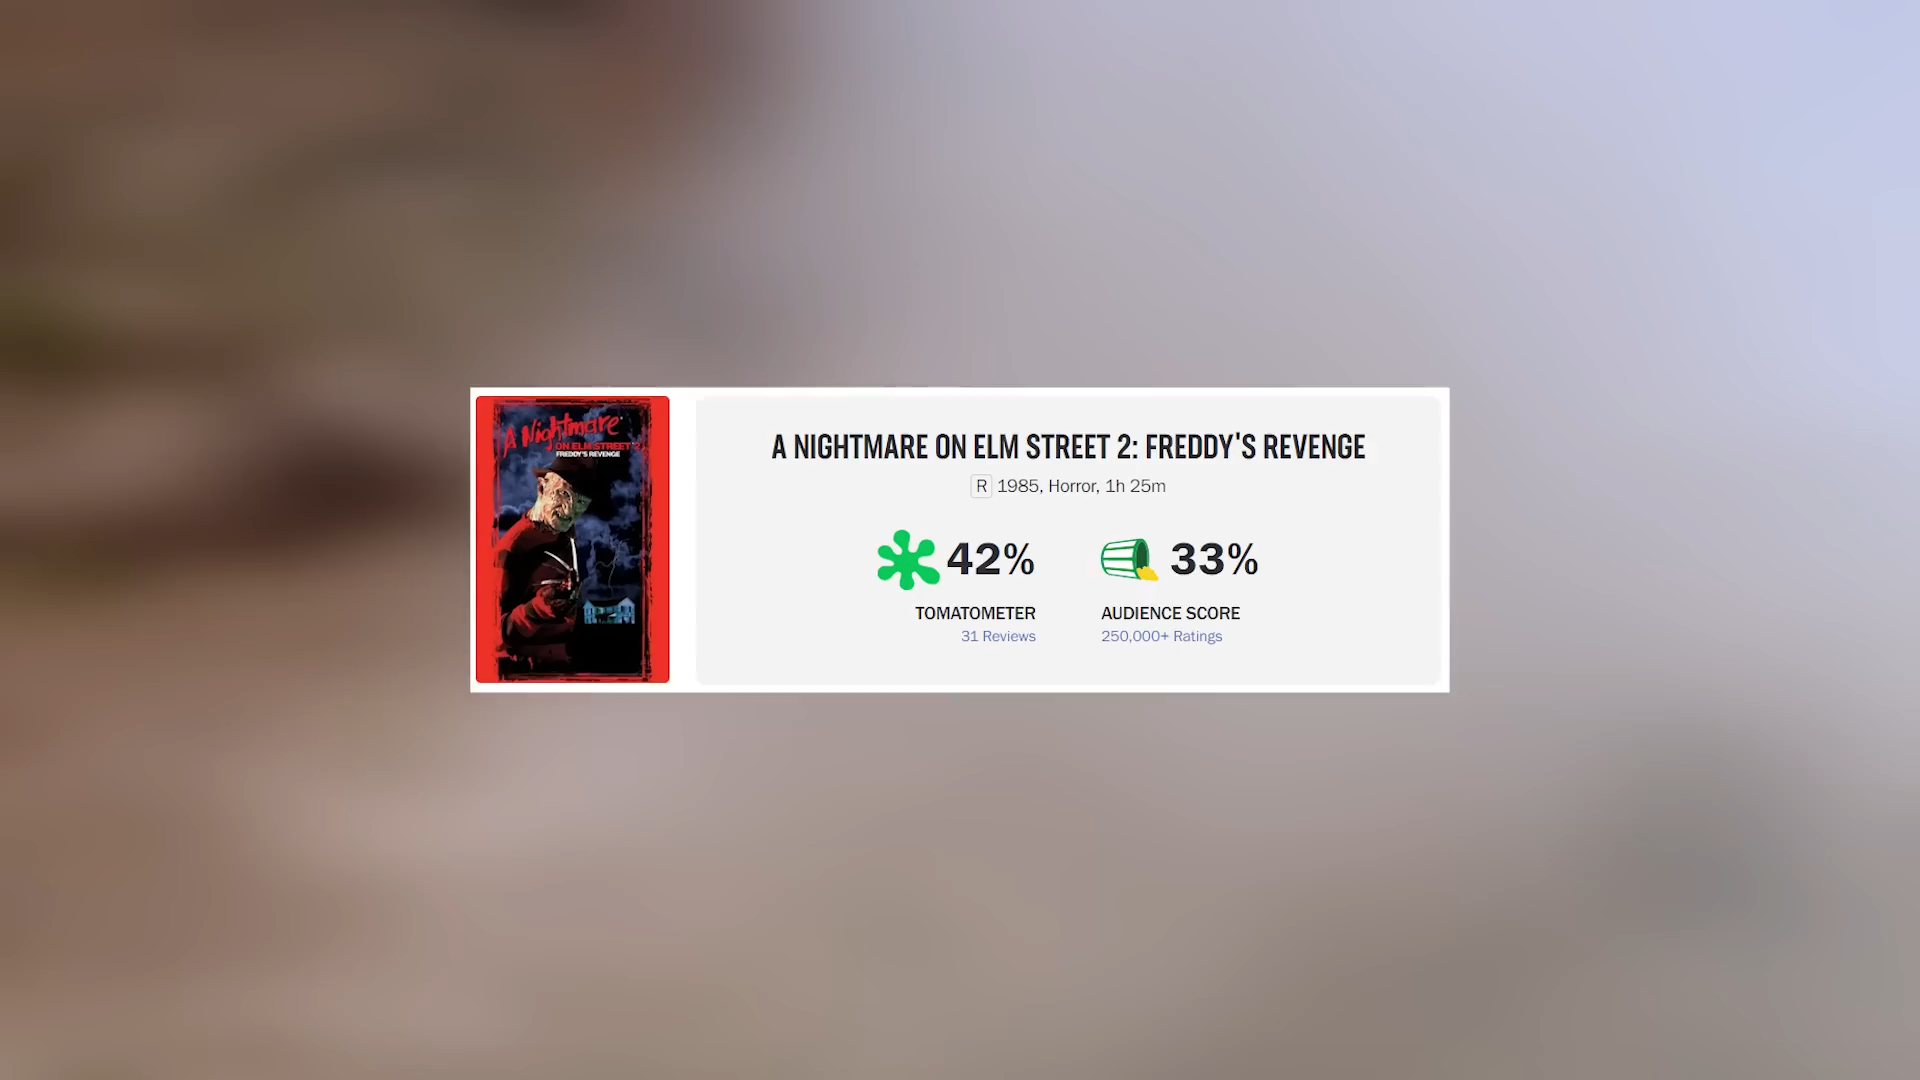 A Nightmare
ON ELM STREET 2
FREDDY'S REVENGE
A NIGHTMARE ON ELM STREET 2: FREDDY'S REVENGE
R 1985, Horror, 1h 25m
42% 33%
TOMATOMETER AUDIENCE SCORE
31 Reviews 250,000+ Ratings